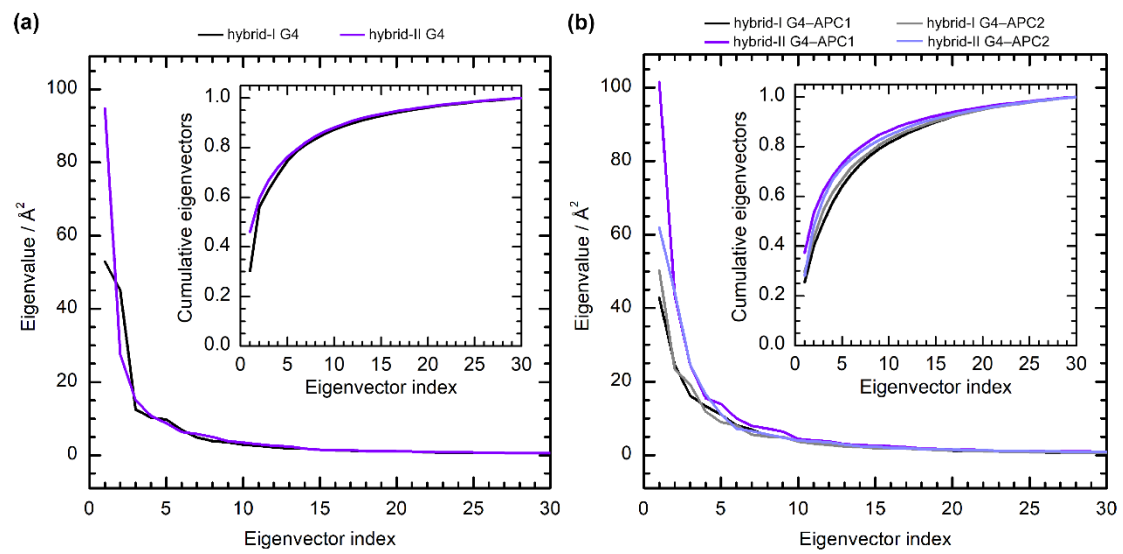 (a)
hybrid-I G4 hybrid-II G4
Eigenvalue / Å²
100
80
60
40
20
0
0 5 10 15 20 25 30
Eigenvector index
Cumulative eigenvectors
1.0
0.8
0.6
0.4
0.2
0.0
0 5 10 15 20 25 30
Eigenvector index
(b)
hybrid-I G4–APC1 hybrid-I G4–APC2
hybrid-II G4–APC1 hybrid-II G4–APC2
Eigenvalue / Å²
100
80
60
40
20
0
0 5 10 15 20 25 30
Eigenvector index
Cumulative eigenvectors
1.0
0.8
0.6
0.4
0.2
0.0
0 5 10 15 20 25 30
Eigenvector index